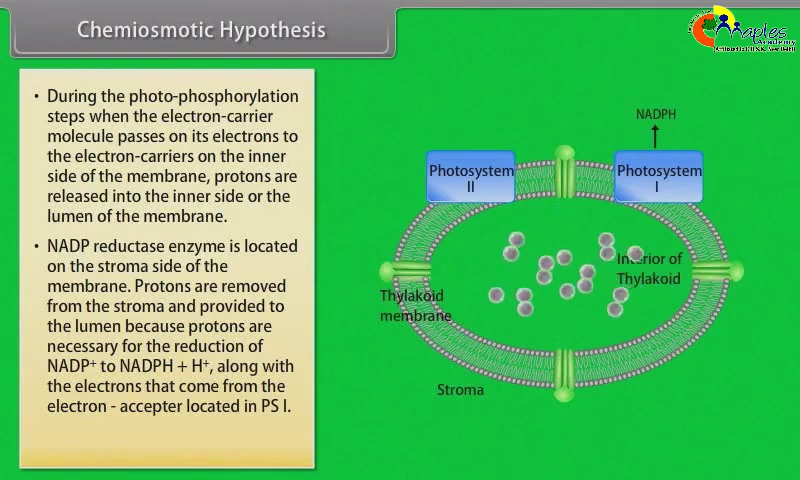 Chemiosmotic Hypothesis
Maples
Academy
• During the photo-phosphorylation
steps when the electron-carrier
molecule passes on its electrons to
the electron-carriers on the inner
side of the membrane, protons are
released into the inner side or the
lumen of the membrane.
• NADP reductase enzyme is located
on the stroma side of the
membrane. Protons are removed
from the stroma and provided to
the lumen because protons are
necessary for the reduction of
NADP⁺ to NADPH + H⁺, along with
the electrons that come from the
electron - accepter located in PS I.
NADPH
Photosystem
II
Photosystem
I
Interior of
Thylakoid
Thylakoid
membrane
Stroma